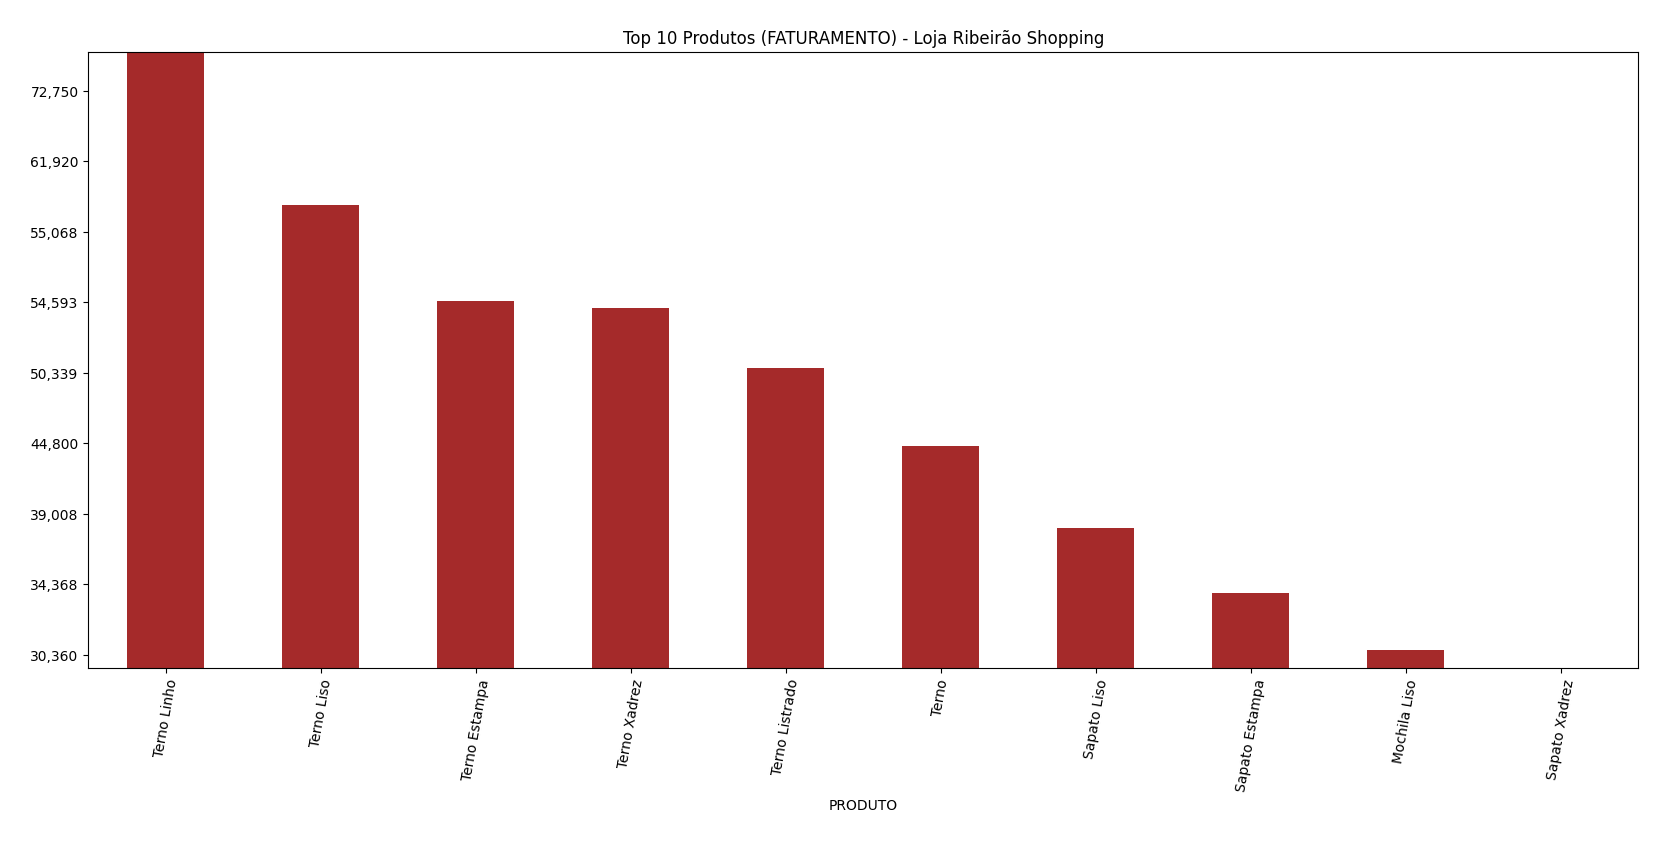 Top 10 Produtos (FATURAMENTO) - Loja Ribeirão Shopping
72,750
61,920
55,068
54,593
50,339
44,800
39,008
34,368
30,360
Terno Linho
Terno Liso
Terno Estampa
Terno Xadrez
Terno Listrado
Terno
Sapato Liso
Sapato Estampa
Mochila Liso
Sapato Xadrez
PRODUTO